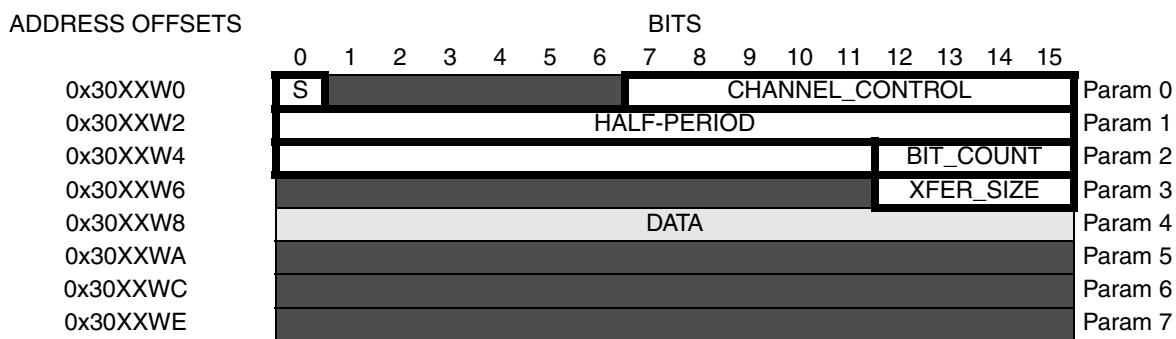 ADDRESS OFFSETS BITS
0 1 2 3 4 5 6 7 8 9 10 11 12 13 14 15
0x30XXW0 S CHANNEL_CONTROL Param 0
0x30XXW2 HALF-PERIOD Param 1
0x30XXW4 BIT_COUNT Param 2
0x30XXW6 XFER_SIZE Param 3
0x30XXW8 DATA Param 4
0x30XXWA Param 5
0x30XXWC Param 6
0x30XXWE Param 7